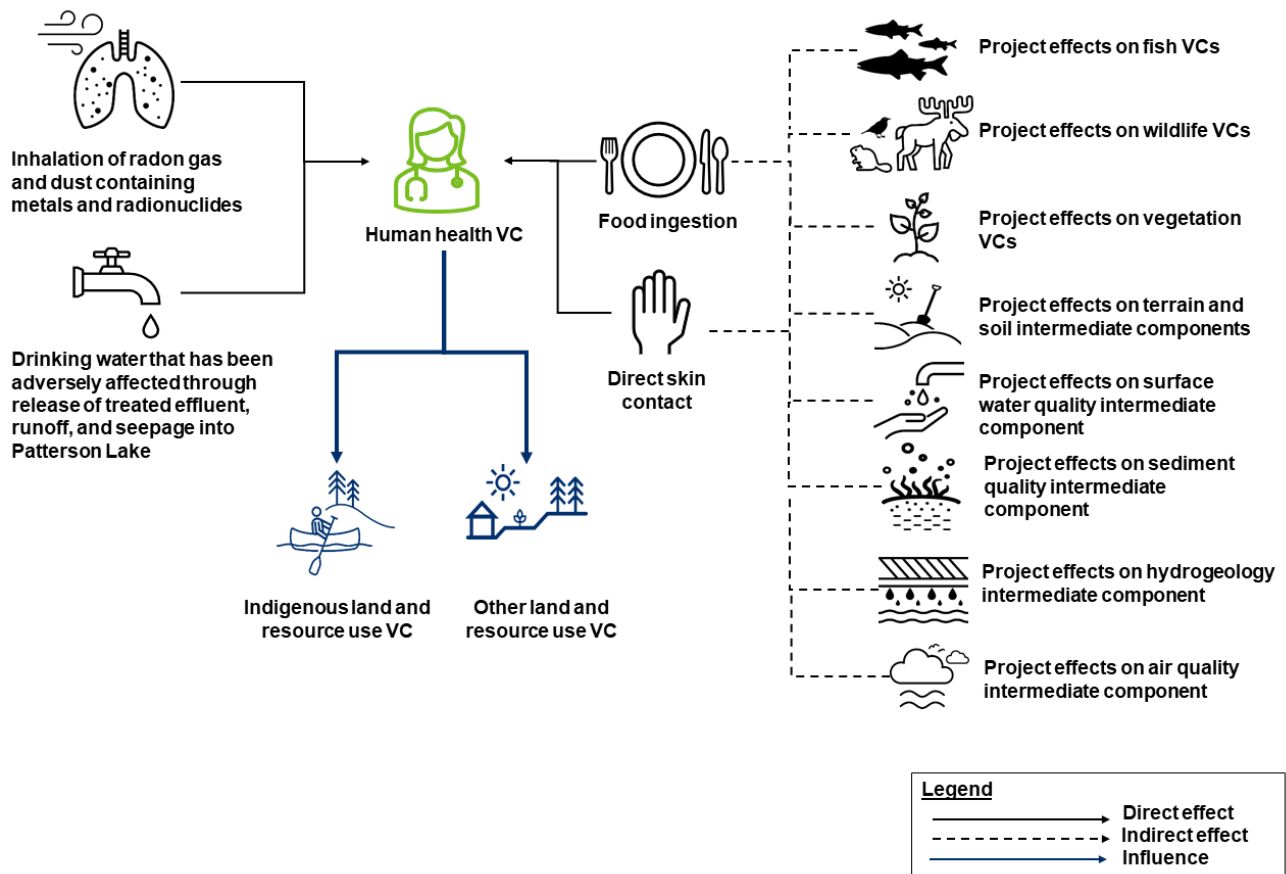 Inhalation of radon gas
and dust containing
metals and radionuclides
Drinking water that has been
adversely affected through
release of treated effluent,
runoff, and seepage into
Patterson Lake
Human health VC
Indigenous land and
resource use VC
Other land and
resource use VC
Food ingestion
Direct skin
contact
Project effects on fish VCs
Project effects on wildlife VCs
Project effects on vegetation
VCs
Project effects on terrain and
soil intermediate components
Project effects on surface
water quality intermediate
component
Project effects on sediment
quality intermediate
component
Project effects on hydrogeology
intermediate component
Project effects on air quality
intermediate component
Legend
Direct effect
Indirect effect
Influence